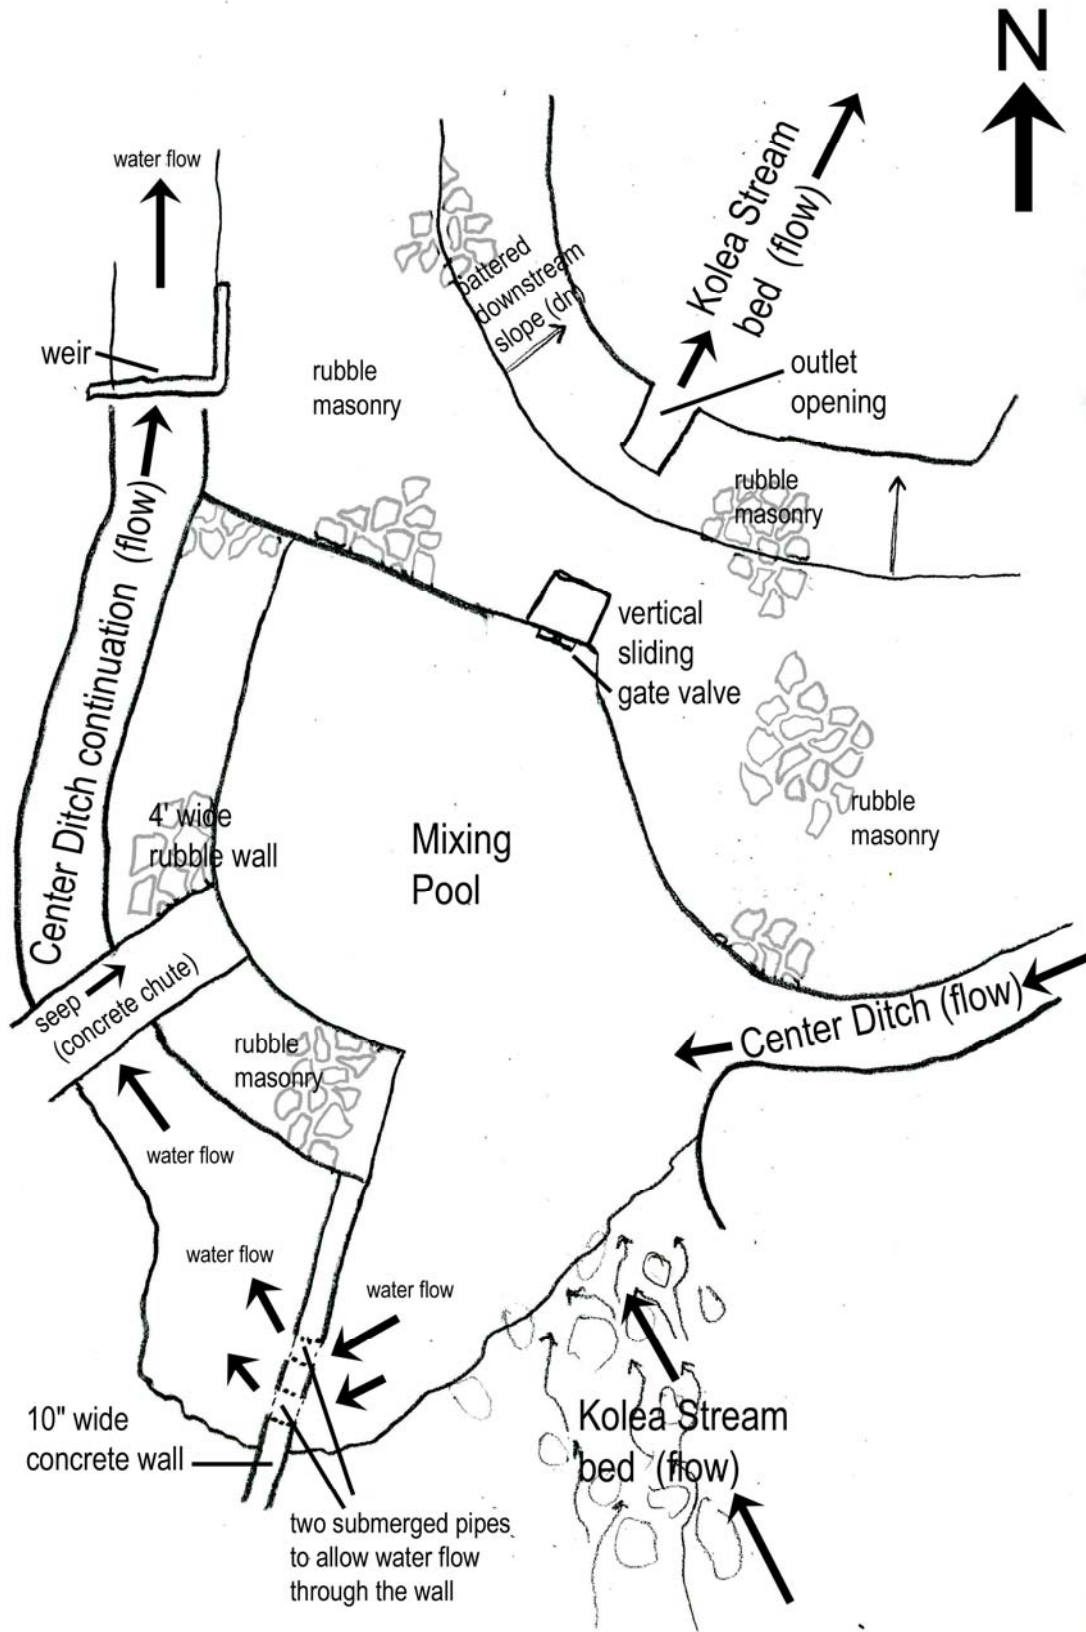 N
water flow
Kolea Stream
bed (flow)
battered
downstream
slope (dn)
weir
outlet
opening
rubble
masonry
rubble
masonry
Center Ditch continuation (flow)
vertical
sliding
gate valve
4' wide
rubble wall
Mixing
Pool
rubble
masonry
seep
(concrete chute)
Center Ditch (flow)
rubble
masonry
water flow
water flow
water flow
10" wide
concrete wall
Kolea Stream
bed (flow)
two submerged pipes
to allow water flow
through the wall